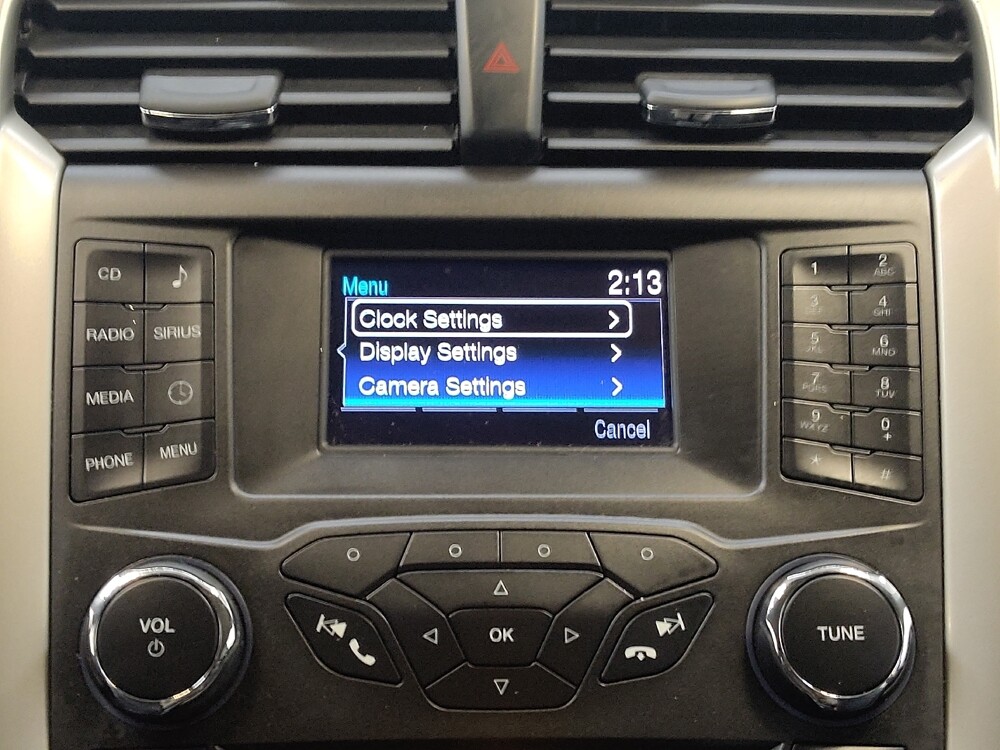 Menu 2:13
Clock Settings
Display Settings
Camera Settings
Cancel
CD
RADIO SIRIUS
MEDIA
PHONE MENU
1 2 ABC
3 DEF 4 GHI
5 JKL 6 MNO
7 PQRS 8 TUV
9 WXYZ 0 +
* #
VOL
OK
TUNE